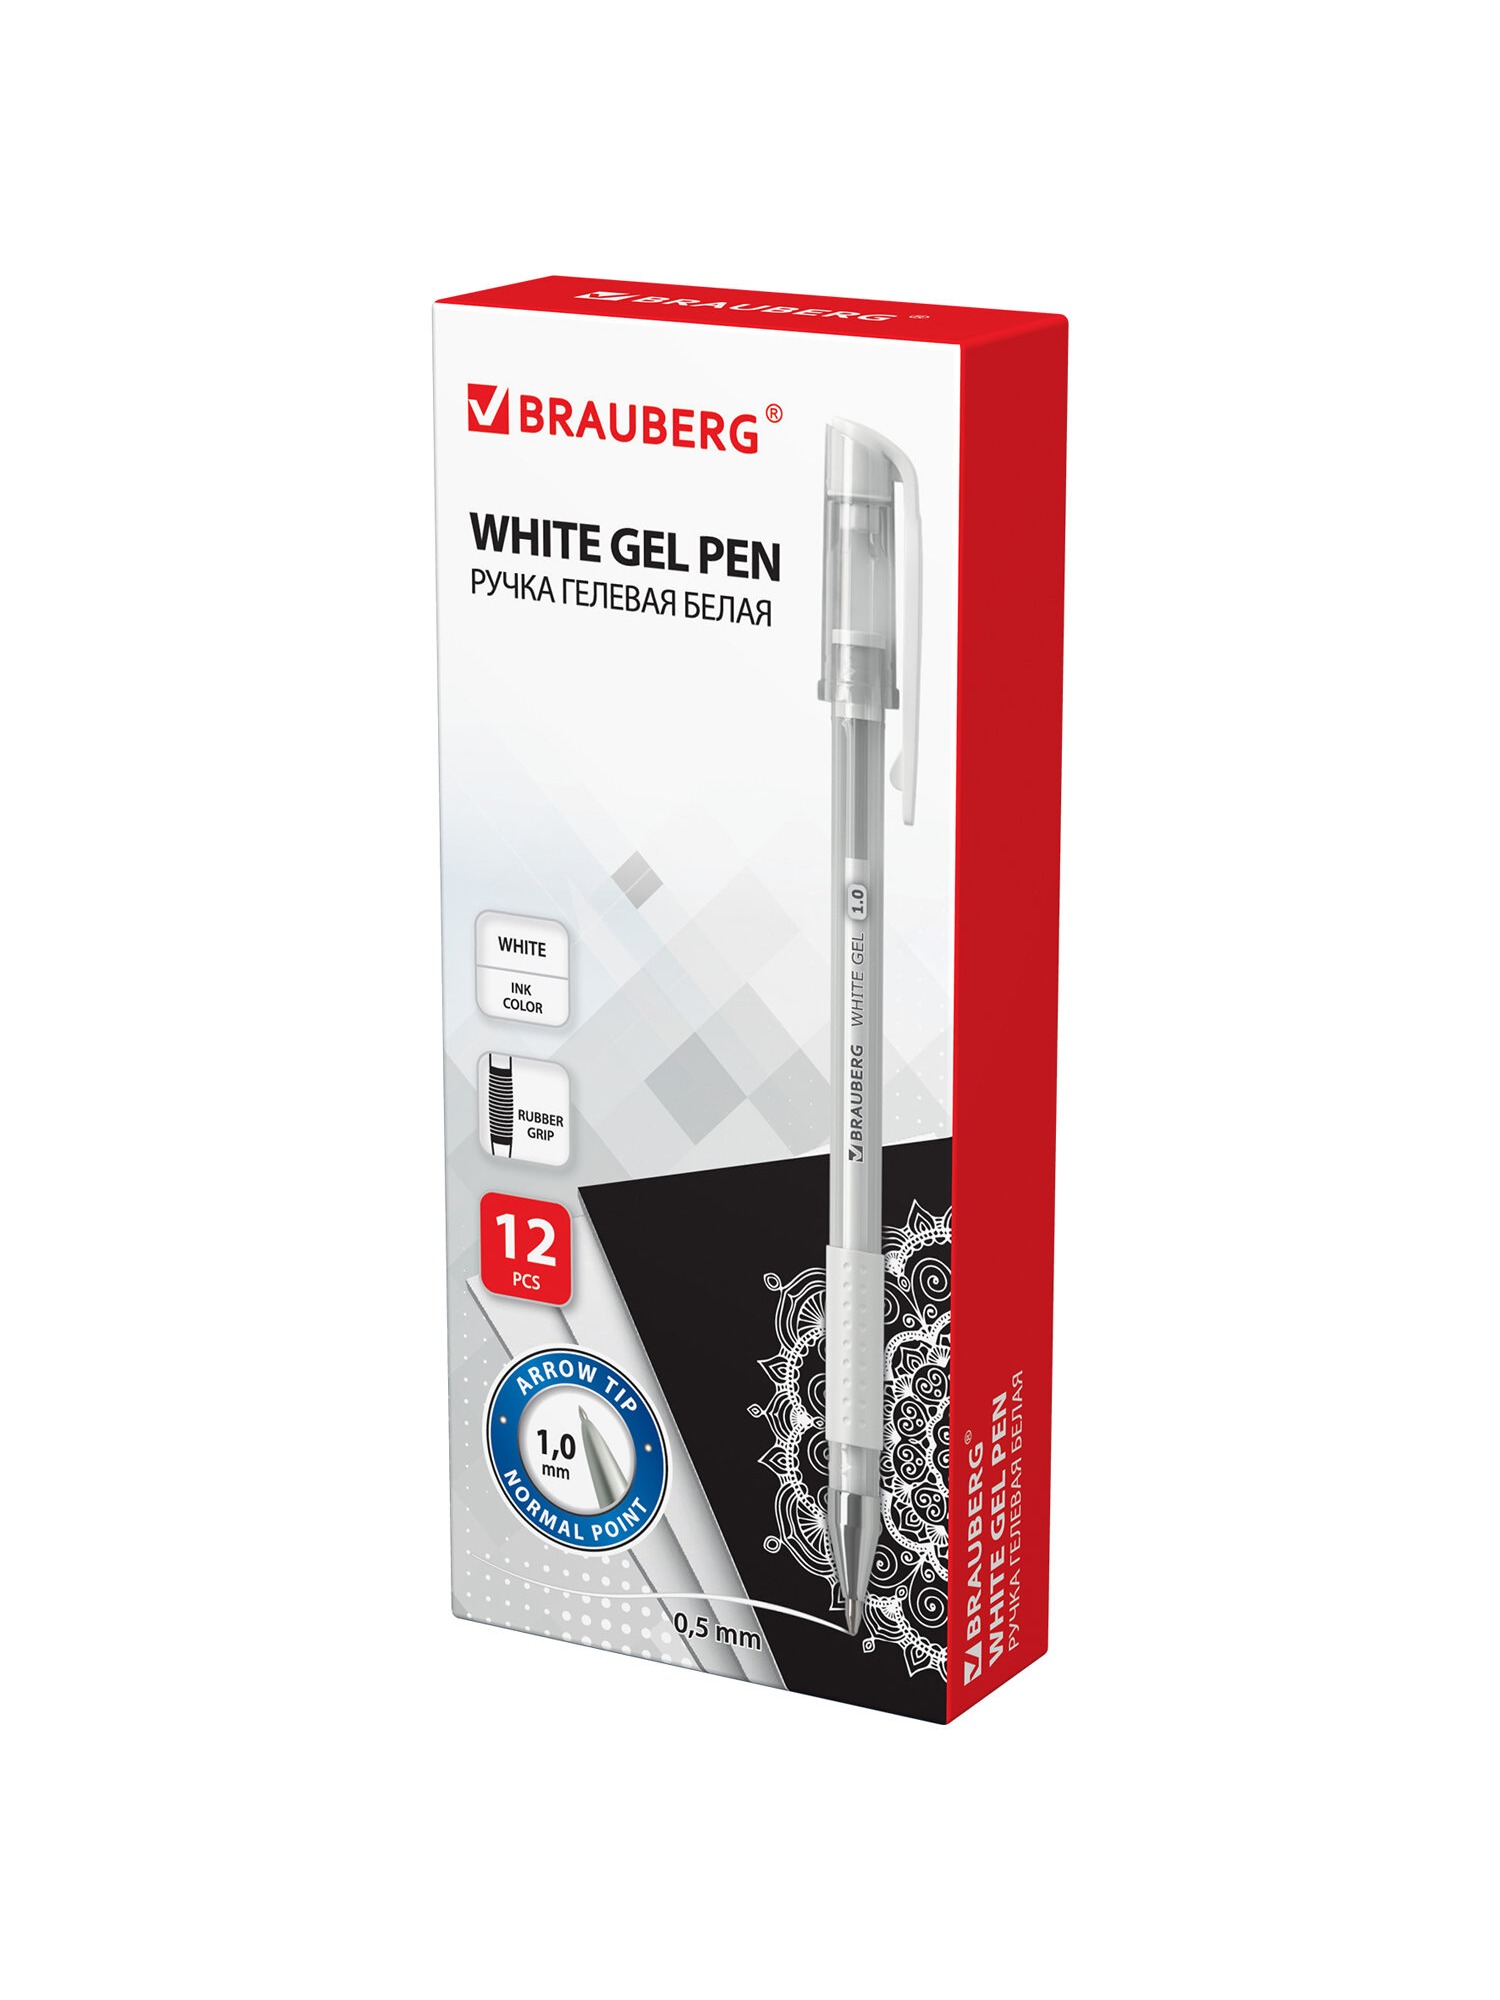 BRAUBERG ®
BRAUBERG®
WHITE GEL PEN
РУЧКА ГЕЛЕВАЯ БЕЛАЯ
WHITE
INK
COLOR
RUBBER
GRIP
12
PCS
ARROW TIP
1,0
mm
NORMAL POINT
0,5 mm
BRAUBERG WHITE GEL 1.0
BRAUBERG®
WHITE GEL PEN
РУЧКА ГЕЛЕВАЯ БЕЛАЯ